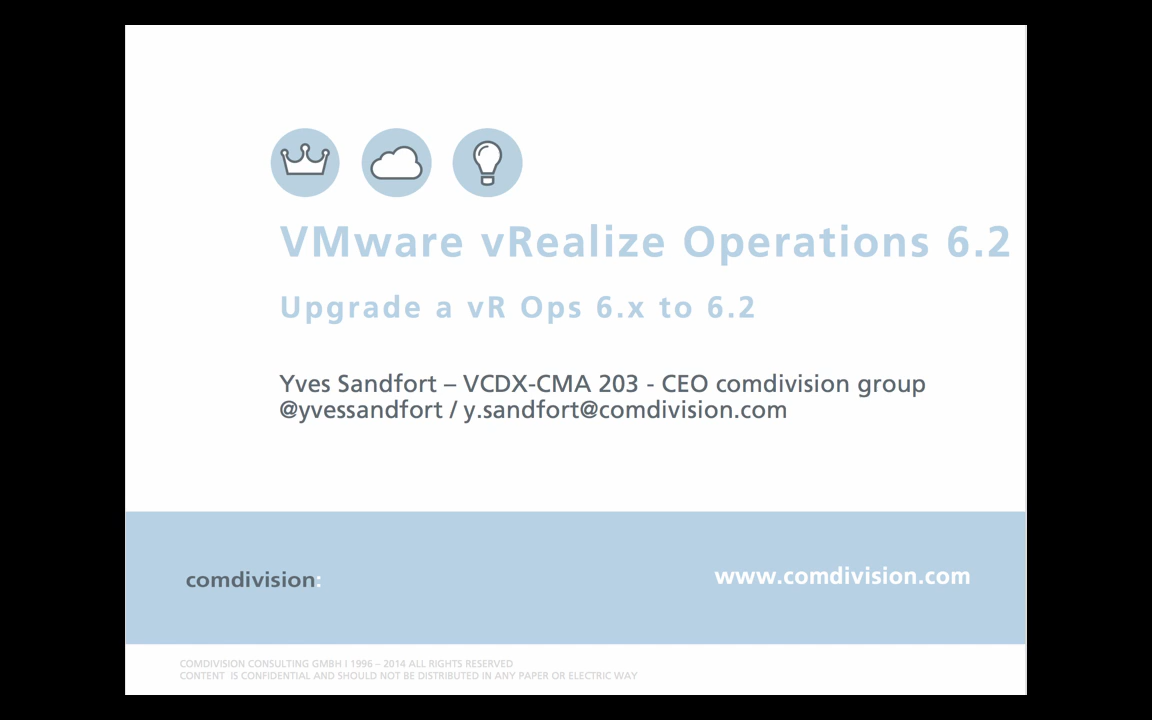 VMware vRealize Operations 6.2
Upgrade a vR Ops 6.x to 6.2
Yves Sandfort – VCDX-CMA 203 - CEO comdivision group
@yvessandfort / y.sandfort@comdivision.com
comdivision:
www.comdivision.com
COMDIVISION CONSULTING GMBH I 1996 – 2014 ALL RIGHTS RESERVED
CONTENT  IS CONFIDENTIAL AND SHOULD NOT BE DISTRIBUTED IN ANY PAPER OR ELECTRIC WAY